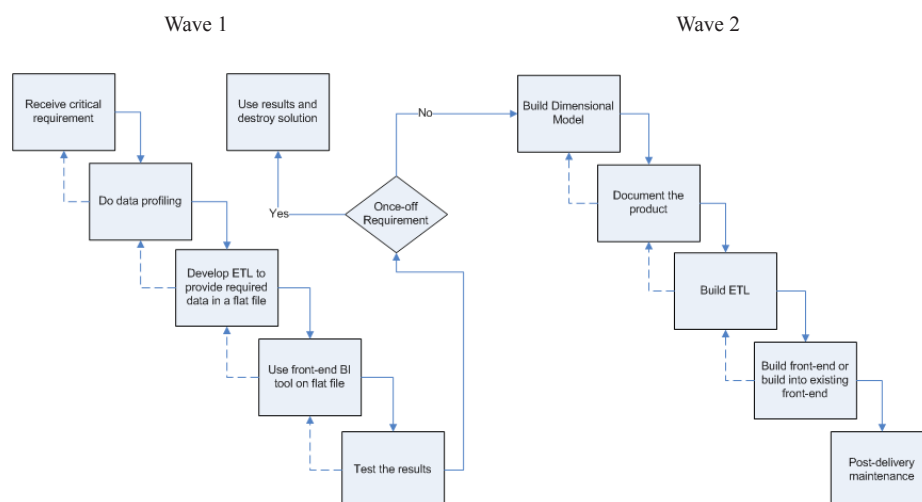 Wave 1
Wave 2
Receive critical
requirement
Use results and
destroy solution
No
Build Dimensional
Model
Do data profiling
Yes
Once-off
Requirement
Document the
product
Develop ETL to
provide required
data in a flat file
Build ETL
Use front-end BI
tool on flat file
Build front-end or
build into existing
front-end
Test the results
Post-delivery
maintenance